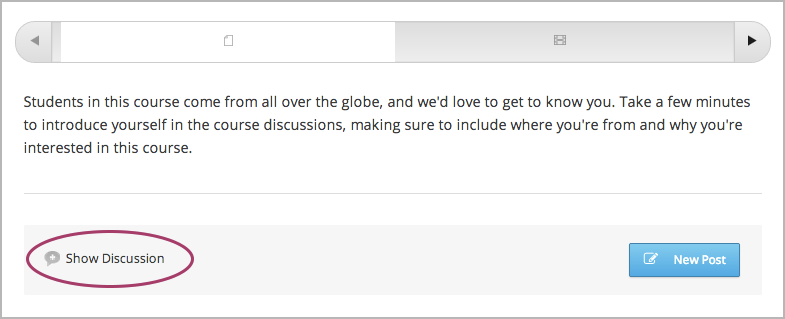 Students in this course come from all over the globe, and we'd love to get to know you. Take a few minutes
to introduce yourself in the course discussions, making sure to include where you're from and why you're
interested in this course.
Show Discussion
New Post